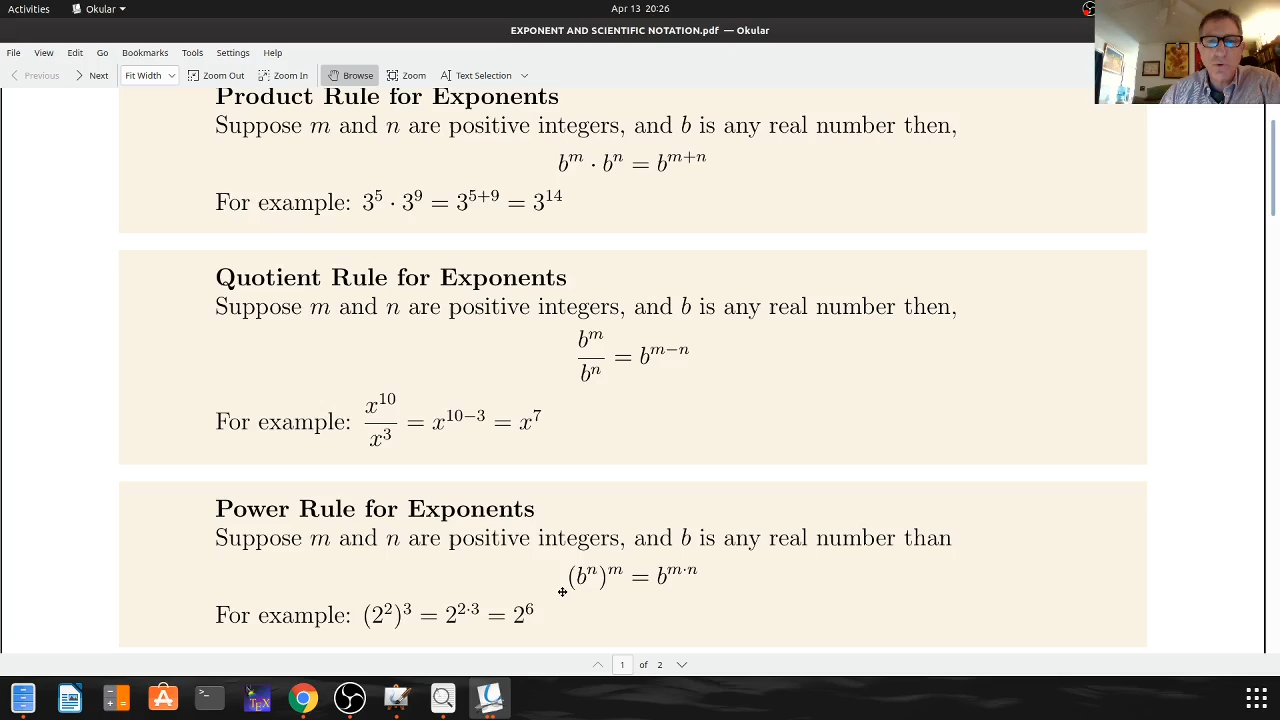 Activities
Okular
Apr 13 20:26
EXPONENT AND SCIENTIFIC NOTATION.pdf — Okular
File View Edit Go Bookmarks Tools Settings Help
Previous Next Fit Width Zoom Out Zoom In Browse Zoom Text Selection
Product Rule for Exponents
Suppose m and n are positive integers, and b is any real number then,
b^m · b^n = b^{m+n}
For example: 3^5 · 3^9 = 3^{5+9} = 3^{14}
Quotient Rule for Exponents
Suppose m and n are positive integers, and b is any real number then,
\frac{b^m}{b^n} = b^{m−n}
For example: \frac{x^{10}}{x^3} = x^{10−3} = x^7
Power Rule for Exponents
Suppose m and n are positive integers, and b is any real number than
(b^n)^m = b^{m·n}
For example: (2^2)^3 = 2^{2·3} = 2^6
1 of 2